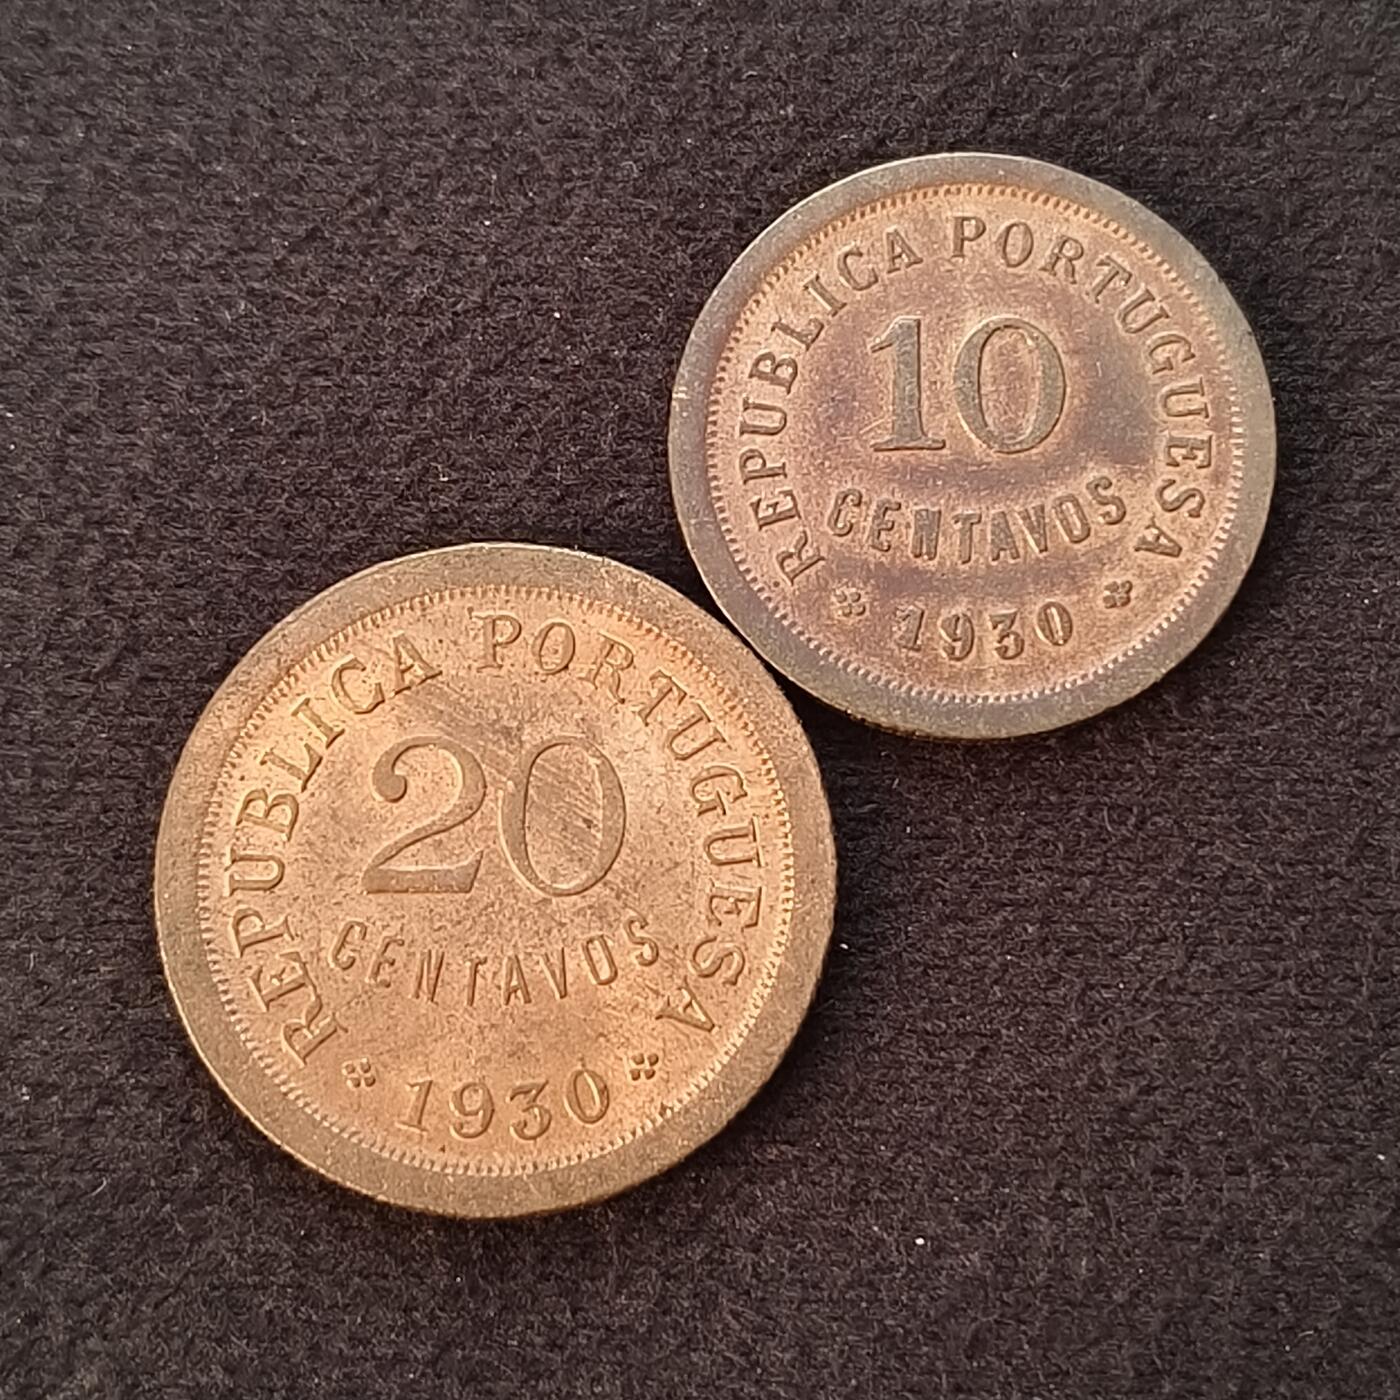 REPUBLICA PORTUGUESA
10
CENTAVOS
1930
REPUBLICA PORTUGUESA
20
CENTAVOS
1930